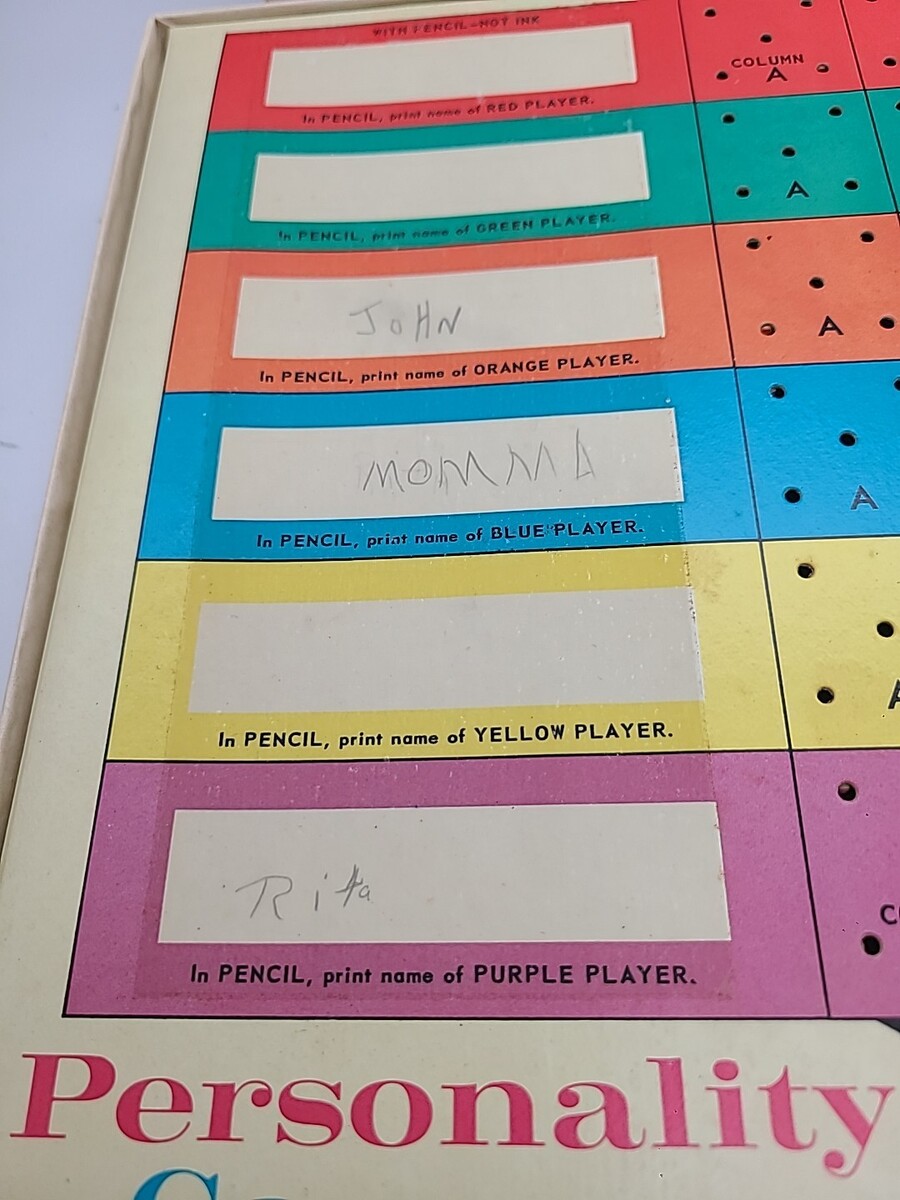 WITH PENCIL-NOT INK
COLUMN
A
In PENCIL, print name of RED PLAYER.
A
In PENCIL, print name of GREEN PLAYER.
JOHN
A
In PENCIL, print name of ORANGE PLAYER.
MOMMA
A
In PENCIL, print name of BLUE PLAYER.
A
In PENCIL, print name of YELLOW PLAYER.
Rita
In PENCIL, print name of PURPLE PLAYER.
Personality